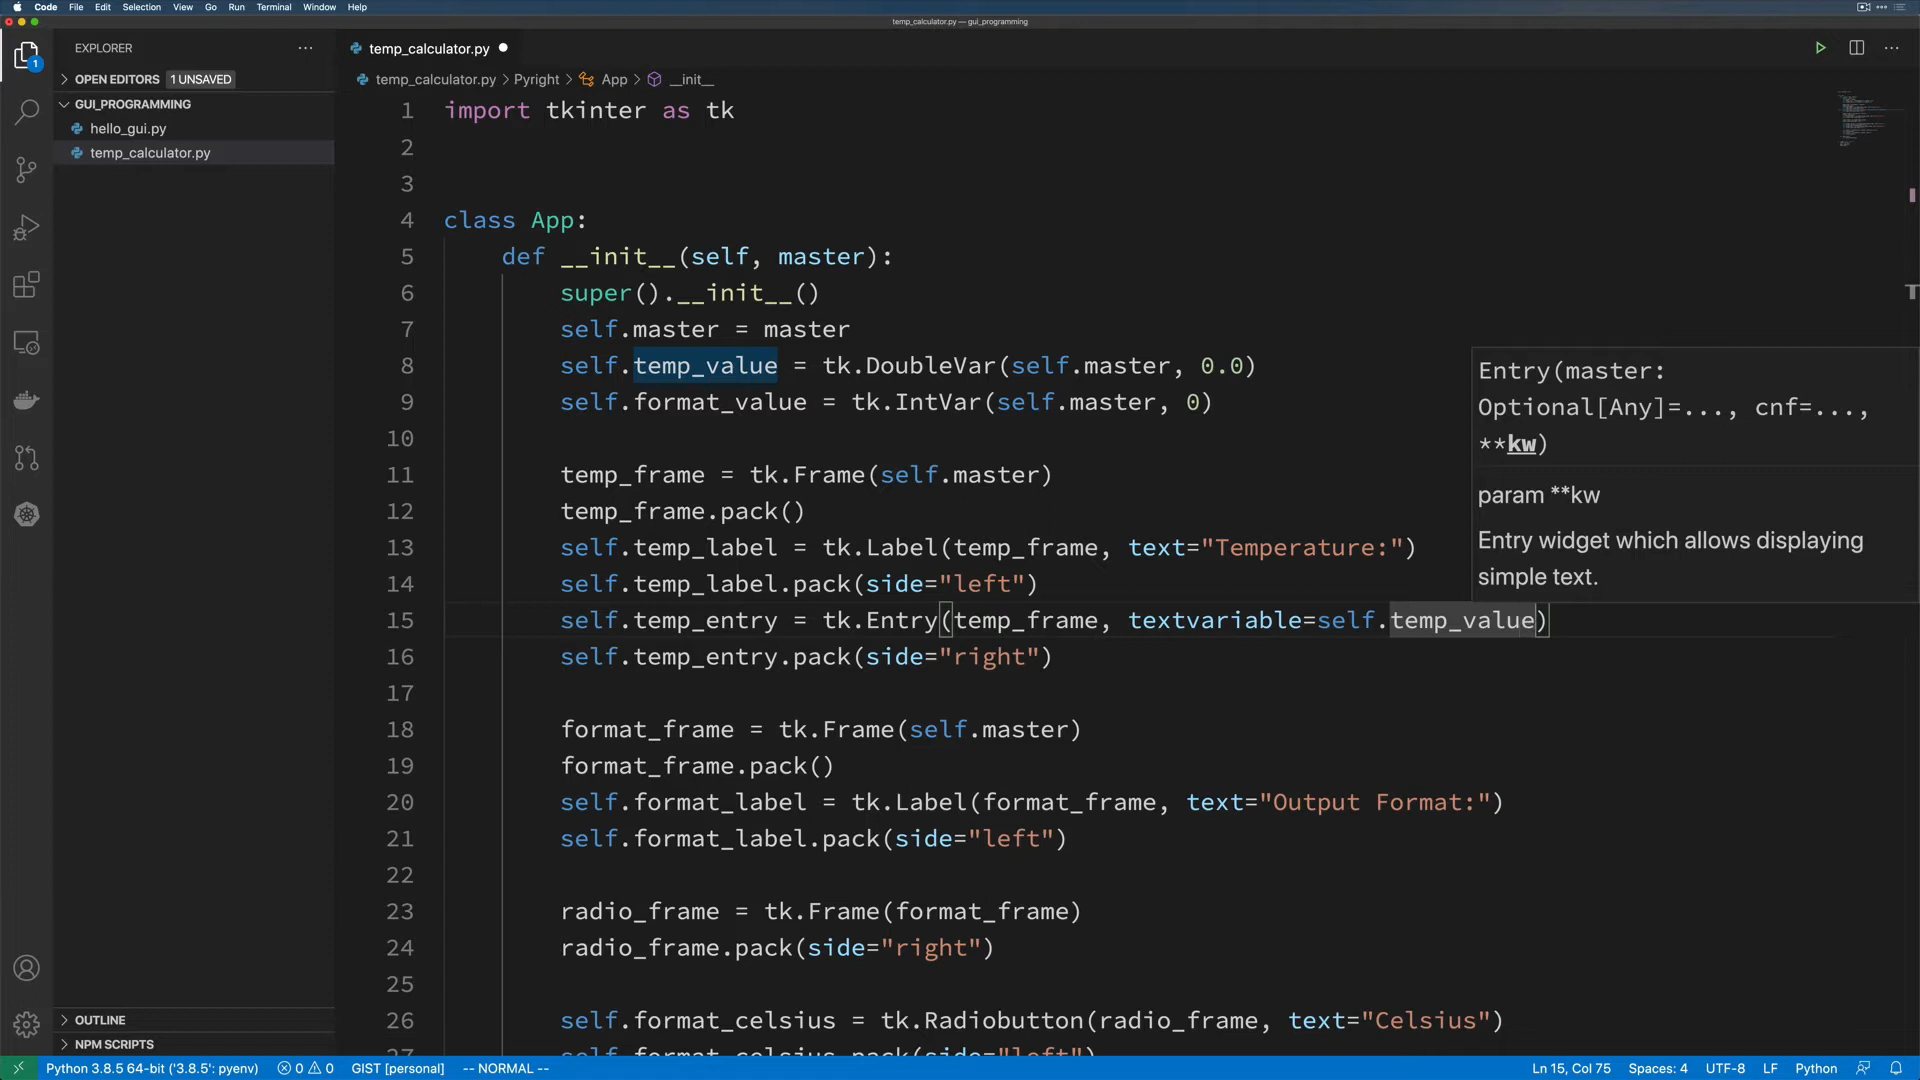 Code File Edit Selection View Go Run Terminal Window Help
temp_calculator.py — gui_programming
EXPLORER
OPEN EDITORS 1 UNSAVED
GUI_PROGRAMMING
hello_gui.py
temp_calculator.py
OUTLINE
NPM SCRIPTS
1
temp_calculator.py
temp_calculator.py > Pyright > App > __init__
1 import tkinter as tk
2
3
4 class App:
5 def __init__(self, master):
6 super().__init__()
7 self.master = master
8 self.temp_value = tk.DoubleVar(self.master, 0.0)
9 self.format_value = tk.IntVar(self.master, 0)
10
11 temp_frame = tk.Frame(self.master)
12 temp_frame.pack()
13 self.temp_label = tk.Label(temp_frame, text="Temperature:")
14 self.temp_label.pack(side="left")
15 self.temp_entry = tk.Entry(temp_frame, textvariable=self.temp_value)
16 self.temp_entry.pack(side="right")
17
18 format_frame = tk.Frame(self.master)
19 format_frame.pack()
20 self.format_label = tk.Label(format_frame, text="Output Format:")
21 self.format_label.pack(side="left")
22
23 radio_frame = tk.Frame(format_frame)
24 radio_frame.pack(side="right")
25
26 self.format_celsius = tk.Radiobutton(radio_frame, text="Celsius")
27 self.format_celsius.pack(side="left")
Entry(master:
Optional[Any]=..., cnf=...,
**kw)
param **kw
Entry widget which allows displaying
simple text.
Python 3.8.5 64-bit ('3.8.5': pyenv) 0 0 GIST [personal] -- NORMAL -- Ln 15, Col 75 Spaces: 4 UTF-8 LF Python